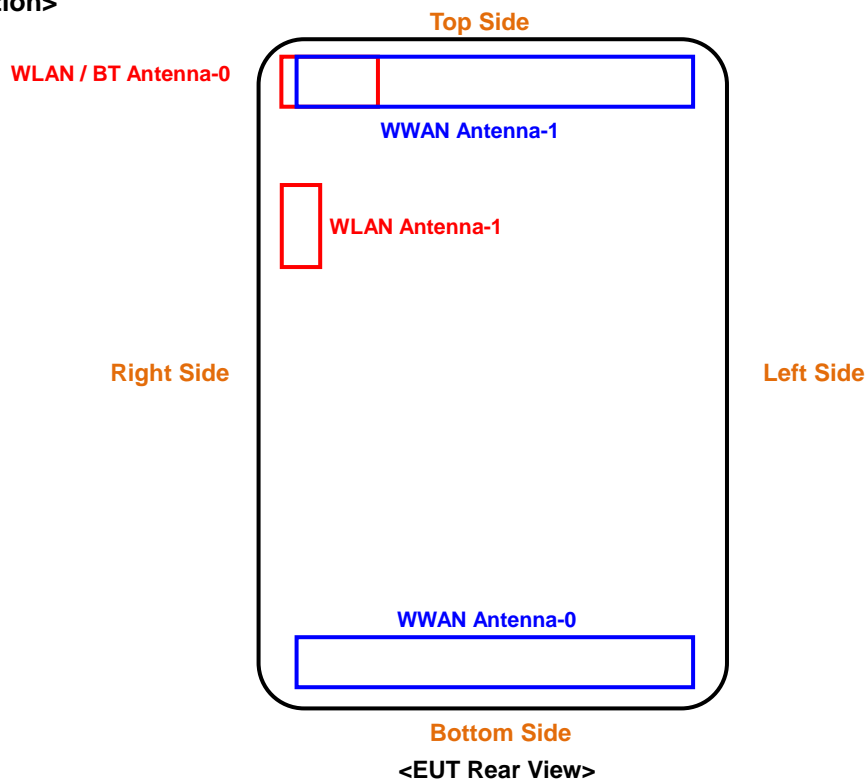 tion>
Top Side
WLAN / BT Antenna-0
WWAN Antenna-1
WLAN Antenna-1
Right Side
Left Side
WWAN Antenna-0
Bottom Side
<EUT Rear View>